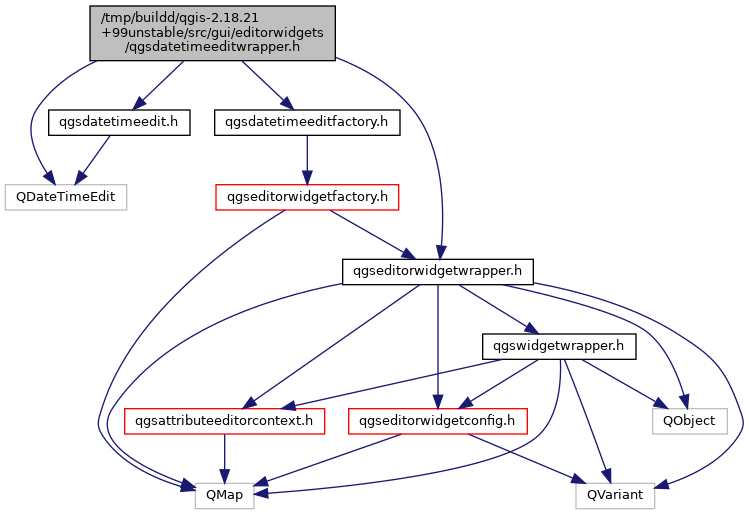 /tmp/buildd/qgis-2.18.21
+99unstable/src/gui/editorwidgets
/qgsdatetimeeditwrapper.h
qgsdatetimeedit.h
qgsdatetimeeditfactory.h
QDateTimeEdit
qgseditorwidgetfactory.h
qgseditorwidgetwrapper.h
qgswidgetwrapper.h
qgsattributeeditorcontext.h
qgseditorwidgetconfig.h
QObject
QMap
QVariant